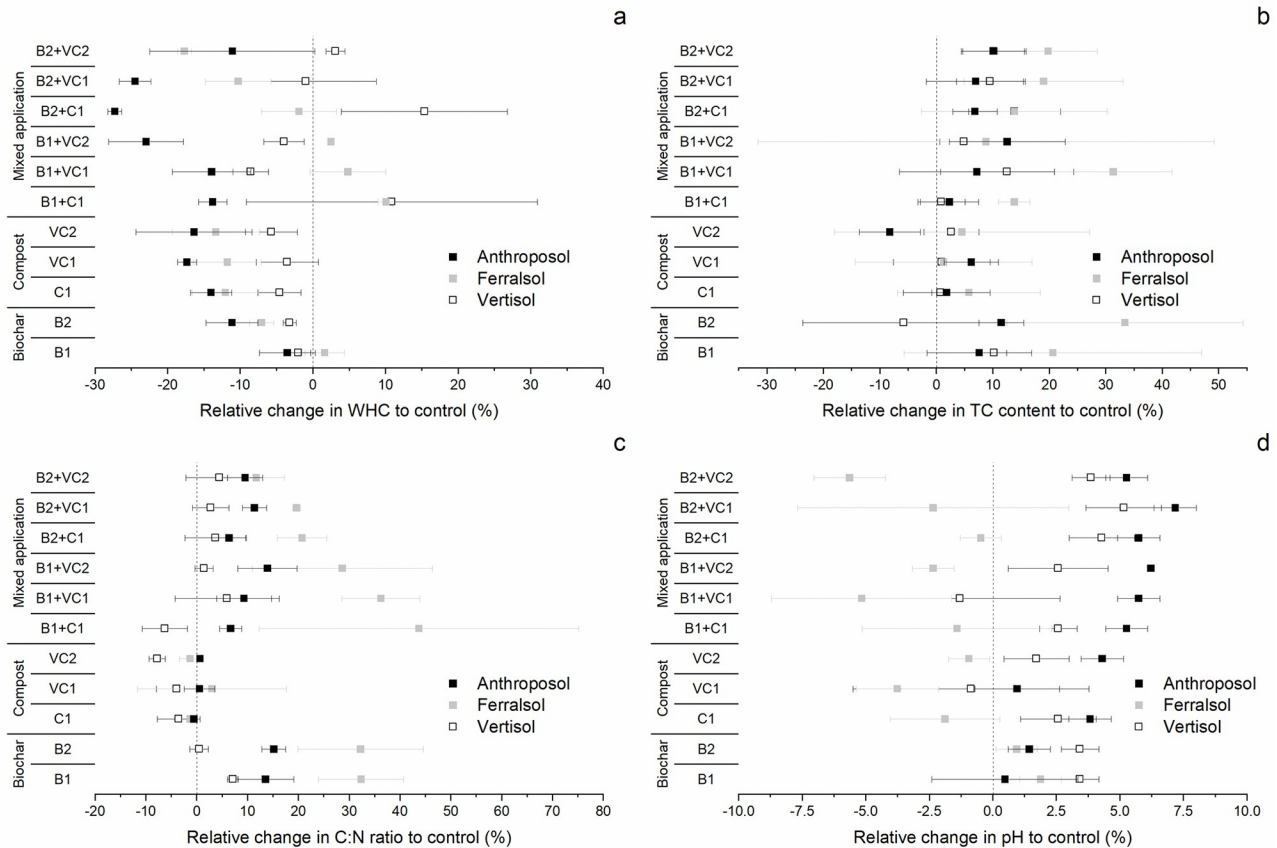 a
Mixed application
B2+VC2
B2+VC1
B2+C1
B1+VC2
B1+VC1
B1+C1
Compost
VC2
VC1
C1
Biochar
B2
B1
Anthroposol
Ferralsol
Vertisol
-30 -20 -10 0 10 20 30 40
Relative change in WHC to control (%)
b
Mixed application
B2+VC2
B2+VC1
B2+C1
B1+VC2
B1+VC1
B1+C1
Compost
VC2
VC1
C1
Biochar
B2
B1
Anthroposol
Ferralsol
Vertisol
-30 -20 -10 0 10 20 30 40 50
Relative change in TC content to control (%)
c
Mixed application
B2+VC2
B2+VC1
B2+C1
B1+VC2
B1+VC1
B1+C1
Compost
VC2
VC1
C1
Biochar
B2
B1
Anthroposol
Ferralsol
Vertisol
-20 -10 0 10 20 30 40 50 60 70 80
Relative change in C:N ratio to control (%)
d
Mixed application
B2+VC2
B2+VC1
B2+C1
B1+VC2
B1+VC1
B1+C1
Compost
VC2
VC1
C1
Biochar
B2
B1
Anthroposol
Ferralsol
Vertisol
-10.0 -7.5 -5.0 -2.5 0.0 2.5 5.0 7.5 10.0
Relative change in pH to control (%)